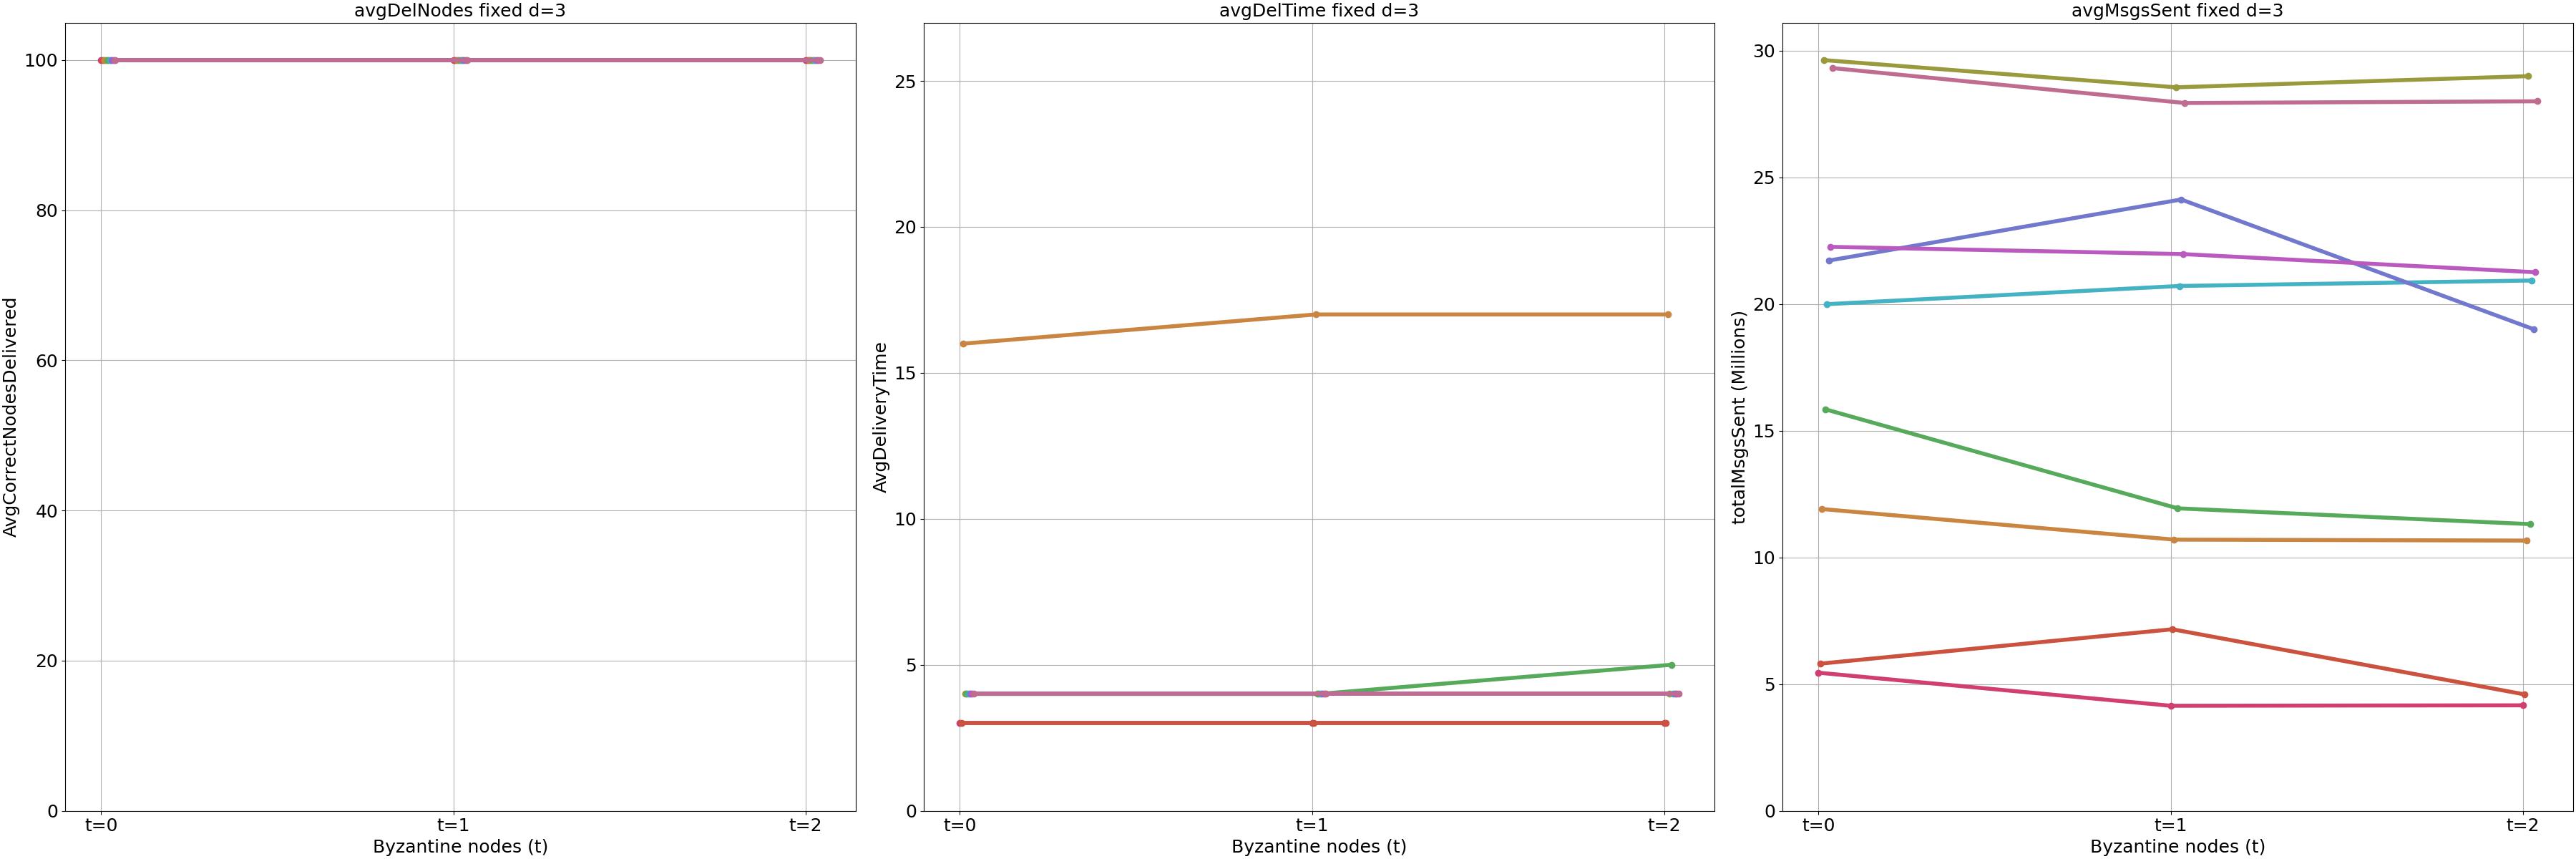 avgDelNodes fixed d=3
AvgCorrectNodesDelivered
100
80
60
40
20
0
t=0 t=1 t=2
Byzantine nodes (t)
avgDelTime fixed d=3
AvgDeliveryTime
25
20
15
10
5
0
t=0 t=1 t=2
Byzantine nodes (t)
avgMsgsSent fixed d=3
totalMsgsSent (Millions)
30
25
20
15
10
5
0
t=0 t=1 t=2
Byzantine nodes (t)